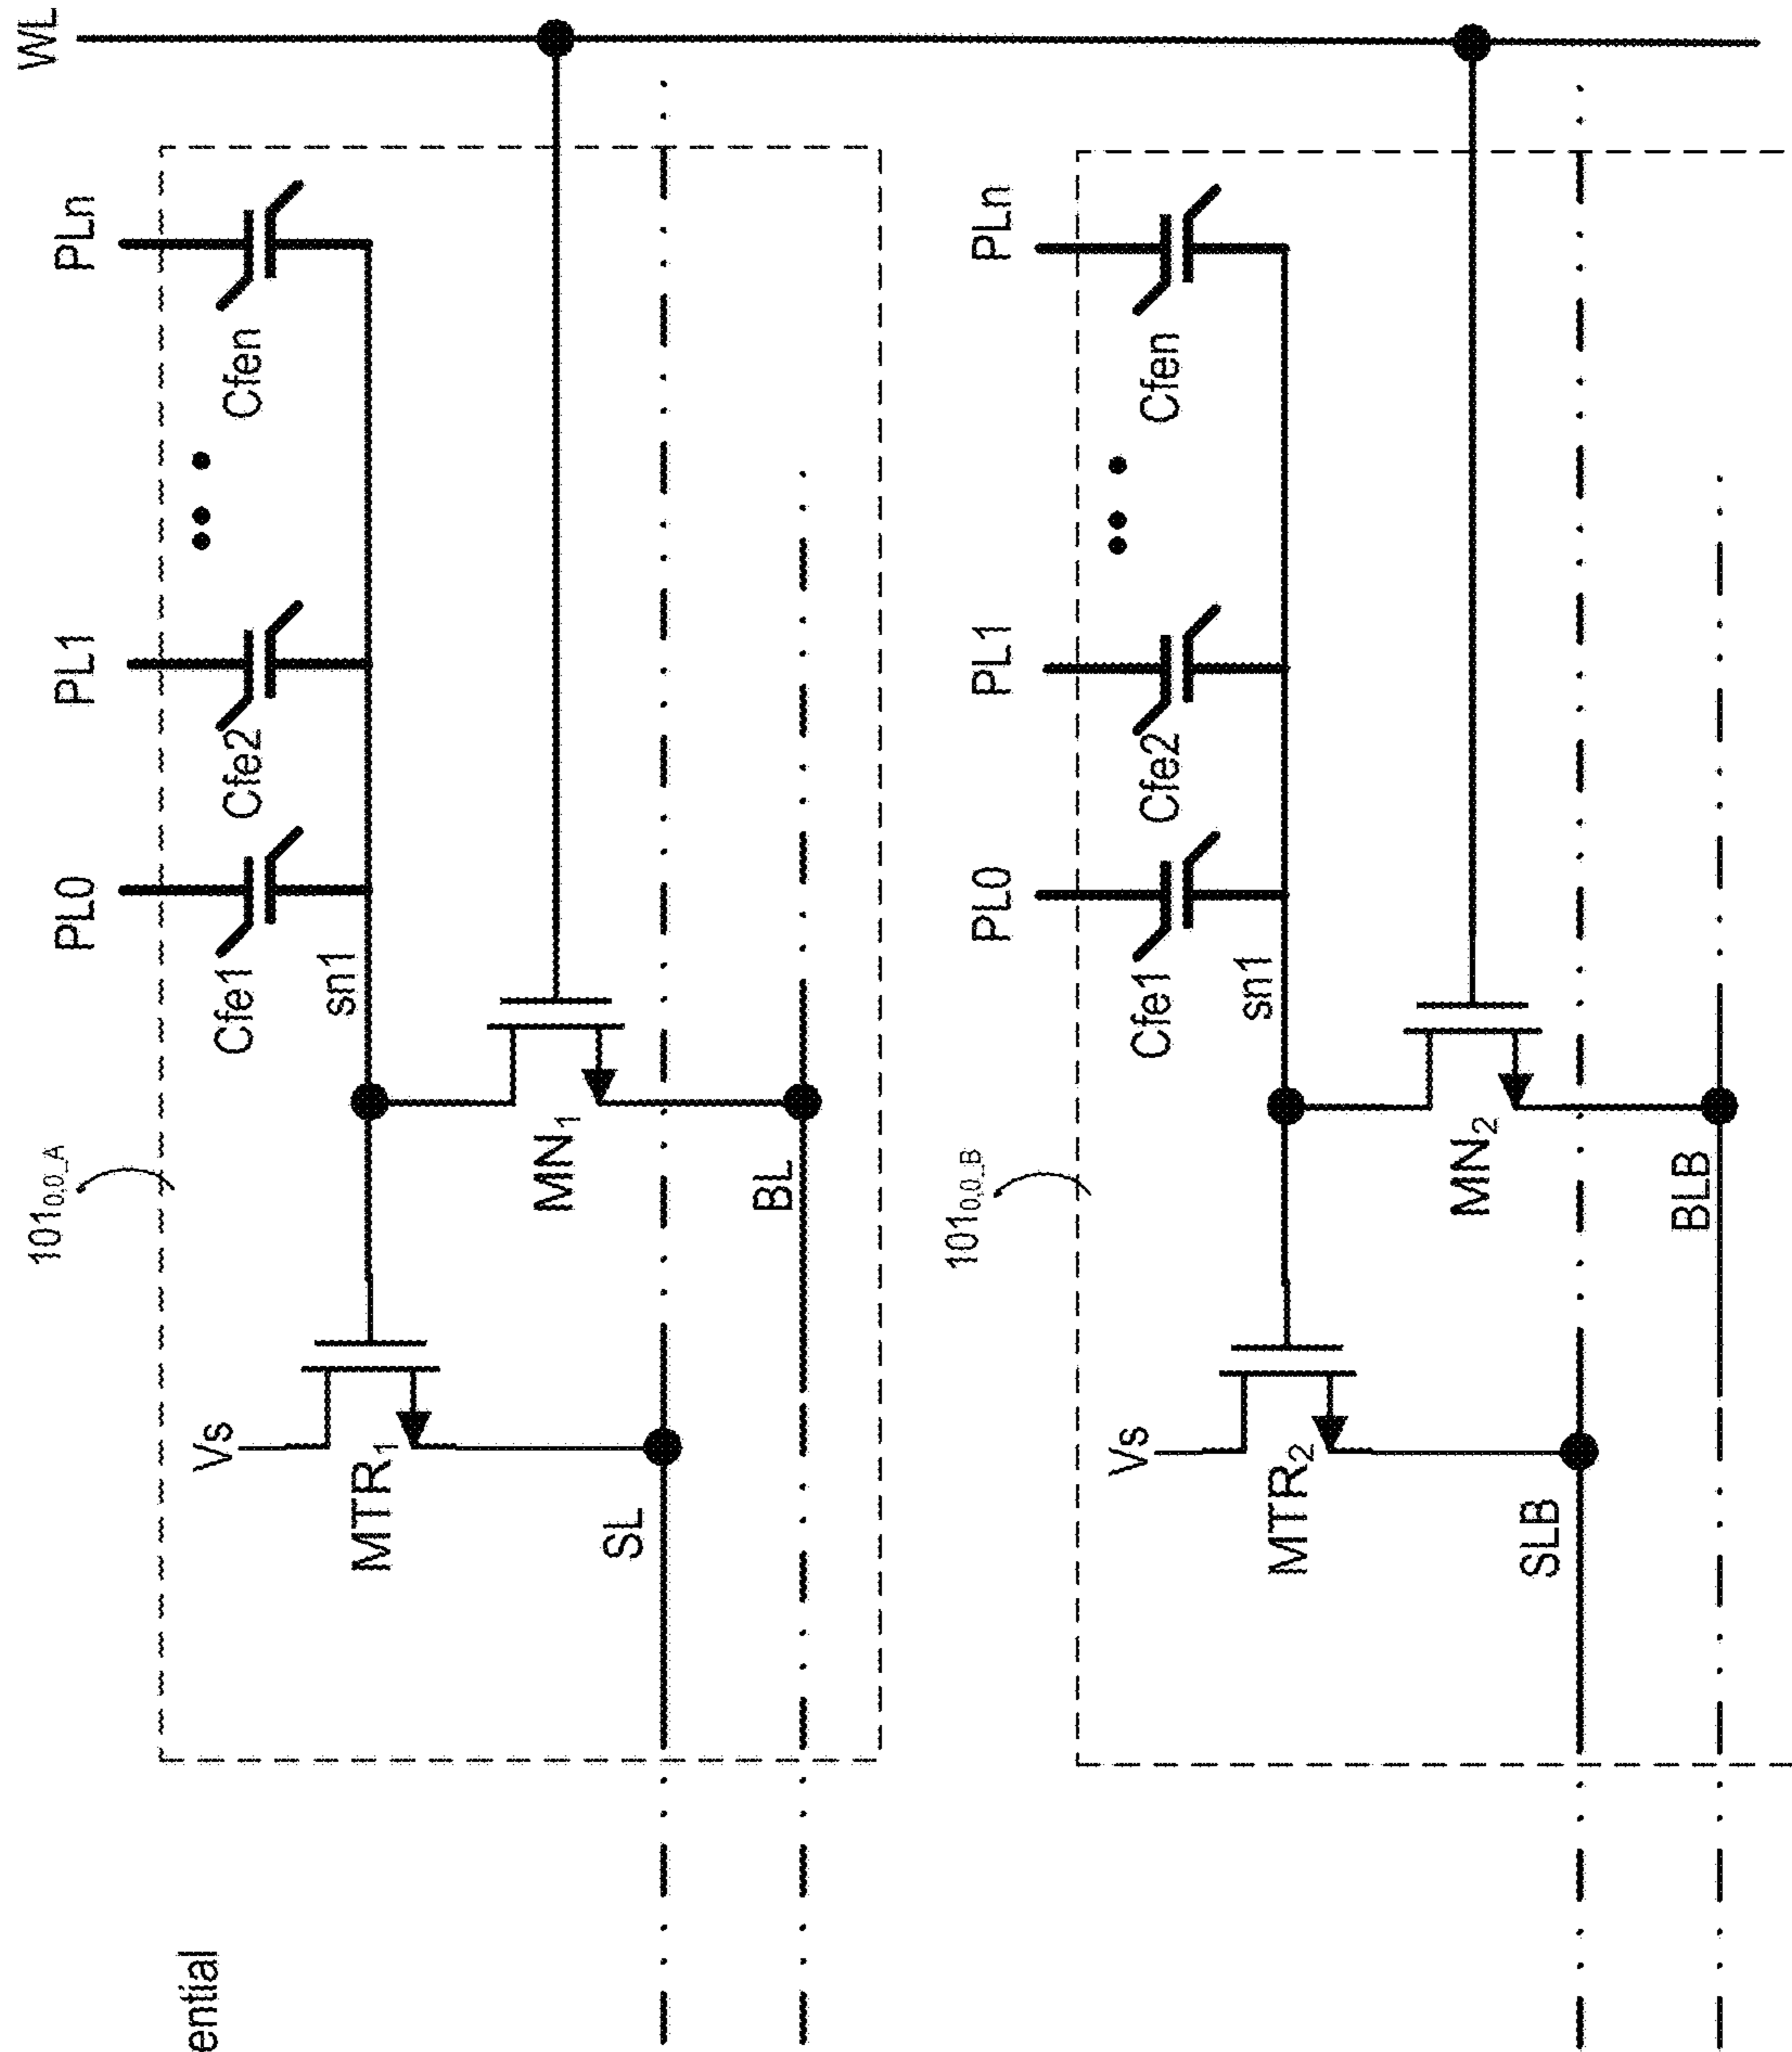 ential
101₀,₀_A
PL0
PL1
PLn
WL
Cfe1
Cfe2
Cfen
sn1
Vs
MTR₁
MN₁
SL
BL
101₀,₀_B
PL0
PL1
PLn
Cfe1
Cfe2
Cfen
sn1
Vs
MTR₂
MN₂
SLB
BLB